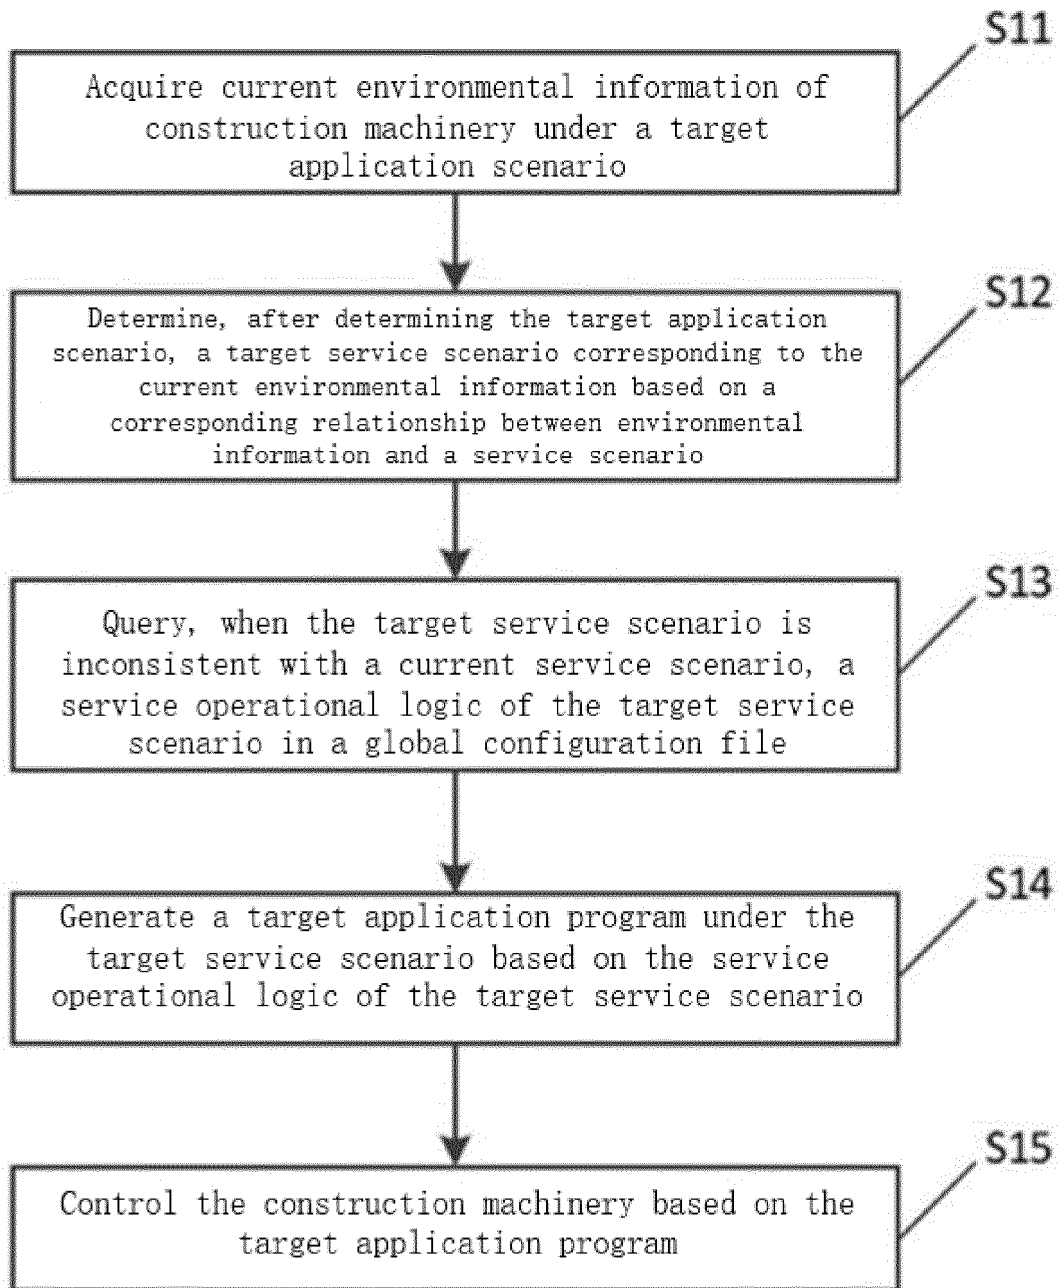 S11
Acquire current environmental information of
construction machinery under a target
application scenario
S12
Determine, after determining the target application
scenario, a target service scenario corresponding to the
current environmental information based on a
corresponding relationship between environmental
information and a service scenario
S13
Query, when the target service scenario is
inconsistent with a current service scenario, a
service operational logic of the target service
scenario in a global configuration file
S14
Generate a target application program under the
target service scenario based on the service
operational logic of the target service scenario
S15
Control the construction machinery based on the
target application program